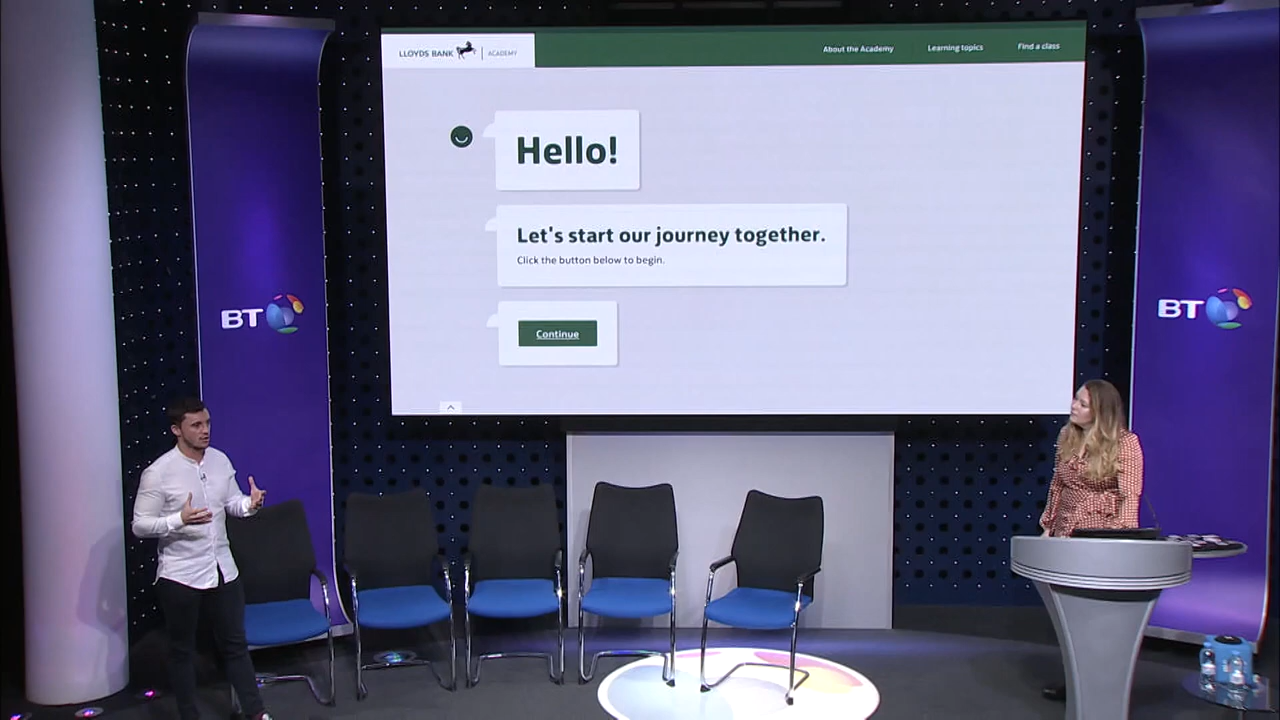 LLOYDS BANK ACADEMY
About the Academy
Learning topics
Find a class
Hello!
Let's start our journey together.
Click the button below to begin.
Continue
BT
BT